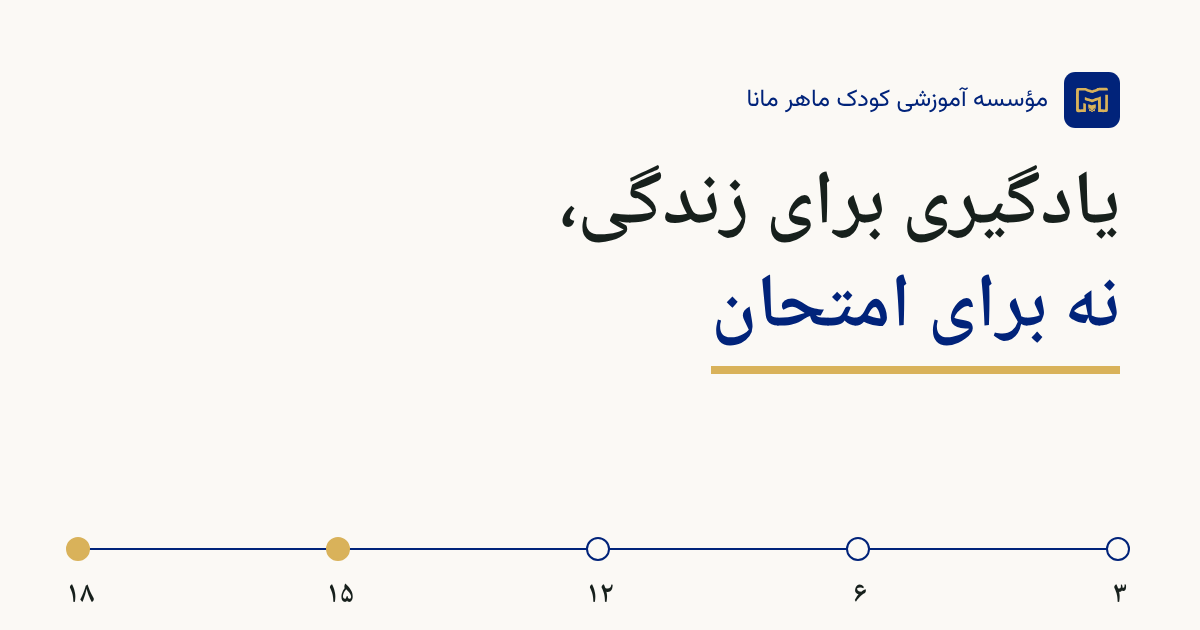 مؤسسه آموزشی کودک ماهر مانا
یادگیری برای زندگی،
نه برای امتحان
۳ ۶ ۱۲ ۱۵ ۱۸